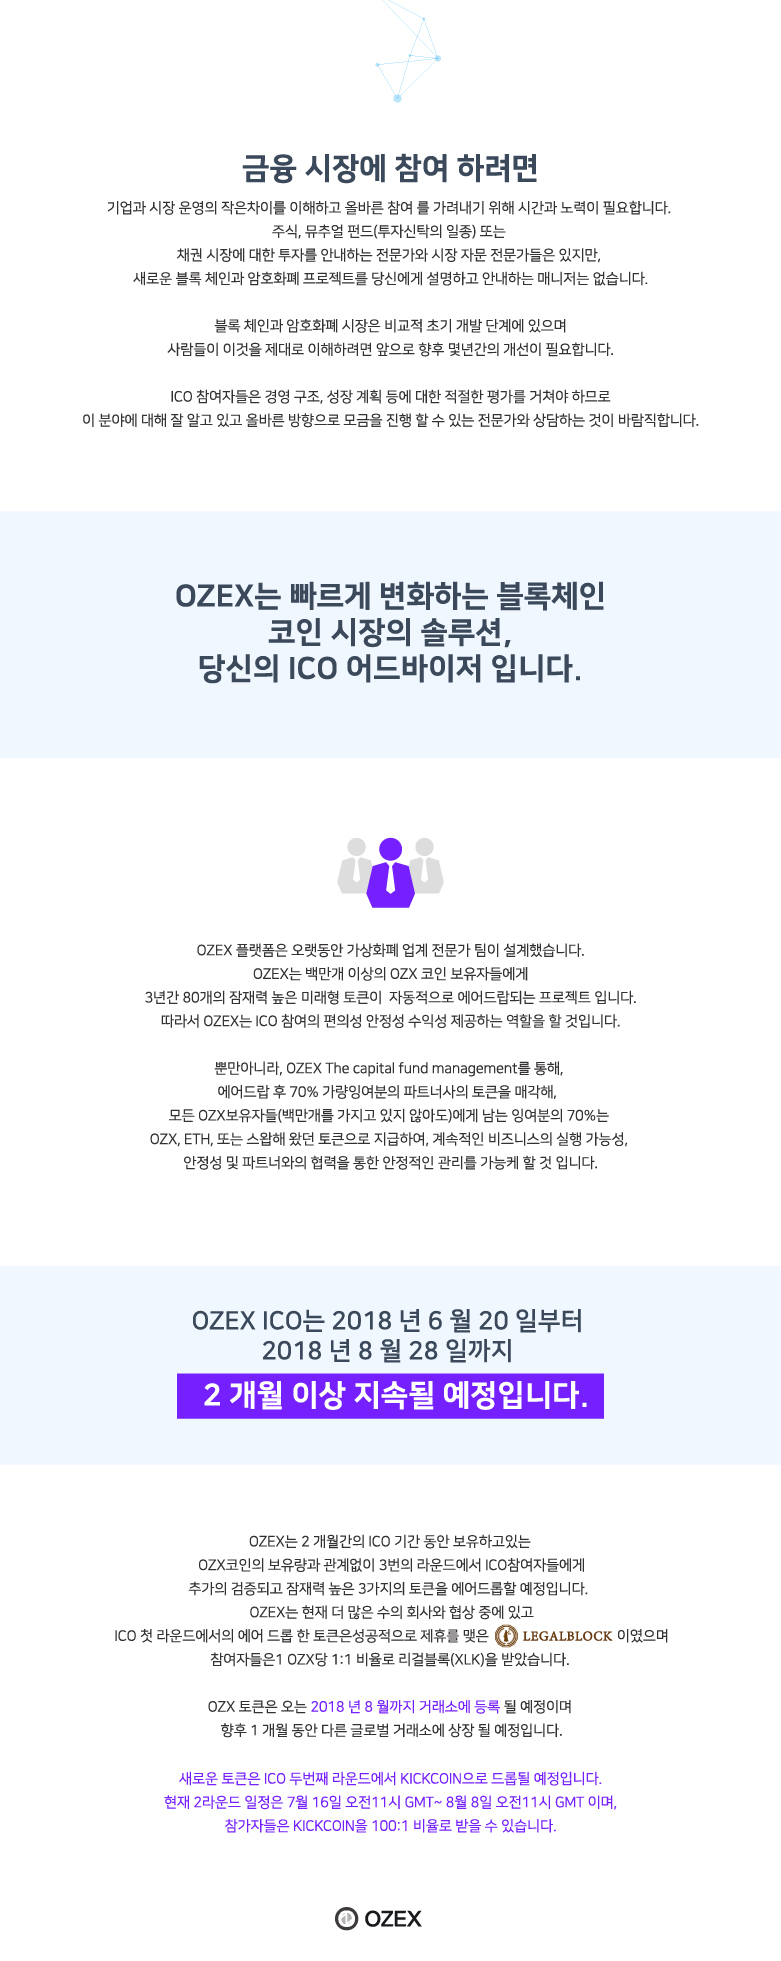 금융 시장에 참여 하려면
기업과 시장 운영의 작은차이를 이해하고 올바른 참여 를 가려내기 위해 시간과 노력이 필요합니다.
주식, 뮤추얼 펀드(투자신탁의 일종) 또는
채권 시장에 대한 투자를 안내하는 전문가와 시장 자문 전문가들은 있지만,
새로운 블록 체인과 암호화폐 프로젝트를 당신에게 설명하고 안내하는 매니저는 없습니다.
블록 체인과 암호화폐 시장은 비교적 초기 개발 단계에 있으며
사람들이 이것을 제대로 이해하려면 앞으로 향후 몇년간의 개선이 필요합니다.
ICO 참여자들은 경영 구조, 성장 계획 등에 대한 적절한 평가를 거쳐야 하므로
이 분야에 대해 잘 알고 있고 올바른 방향으로 모금을 진행 할 수 있는 전문가와 상담하는 것이 바람직합니다.
OZEX는 빠르게 변화하는 블록체인
코인 시장의 솔루션,
당신의 ICO 어드바이저 입니다.
OZEX 플랫폼은 오랫동안 가상화폐 업계 전문가 팀이 설계했습니다.
OZEX는 백만개 이상의 OZX 코인 보유자들에게
3년간 80개의 잠재력 높은 미래형 토큰이 자동적으로 에어드랍되는 프로젝트 입니다.
따라서 OZEX는 ICO 참여의 편의성 안정성 수익성 제공하는 역할을 할 것입니다.
뿐만아니라, OZEX The capital fund management를 통해,
에어드랍 후 70% 가량잉여분의 파트너사의 토큰을 매각해,
모든 OZX보유자들(백만개를 가지고 있지 않아도)에게 남는 잉여분의 70%는
OZX, ETH, 또는 스왑해 왔던 토큰으로 지급하여, 계속적인 비즈니스의 실행 가능성,
안정성 및 파트너와의 협력을 통한 안정적인 관리를 가능케 할 것 입니다.
OZEX ICO는 2018 년 6 월 20 일부터
2018 년 8 월 28 일까지
2 개월 이상 지속될 예정입니다.
OZEX는 2 개월간의 ICO 기간 동안 보유하고있는
OZX코인의 보유량과 관계없이 3번의 라운드에서 ICO참여자들에게
추가의 검증되고 잠재력 높은 3가지의 토큰을 에어드롭할 예정입니다.
OZEX는 현재 더 많은 수의 회사와 협상 중에 있고
ICO 첫 라운드에서의 에어 드롭 한 토큰은성공적으로 제휴를 맺은 LEGALBLOCK 이였으며
참여자들은1 OZX당 1:1 비율로 리걸블록(XLK)을 받았습니다.
OZX 토큰은 오는 2018 년 8 월까지 거래소에 등록 될 예정이며
향후 1 개월 동안 다른 글로벌 거래소에 상장 될 예정입니다.
새로운 토큰은 ICO 두번째 라운드에서 KICKCOIN으로 드롭될 예정입니다.
현재 2라운드 일정은 7월 16일 오전11시 GMT~ 8월 8일 오전11시 GMT 이며,
참가자들은 KICKCOIN을 100:1 비율로 받을 수 있습니다.
OZEX